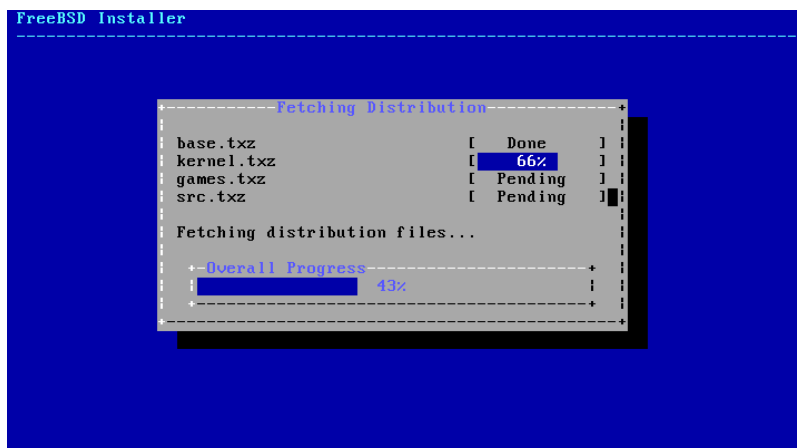 FreeBSD Installer
Fetching Distribution
base.txz [ Done ]
kernel.txz [ 66% ]
games.txz [ Pending ]
src.txz [ Pending ]
Fetching distribution files...
Overall Progress
43%